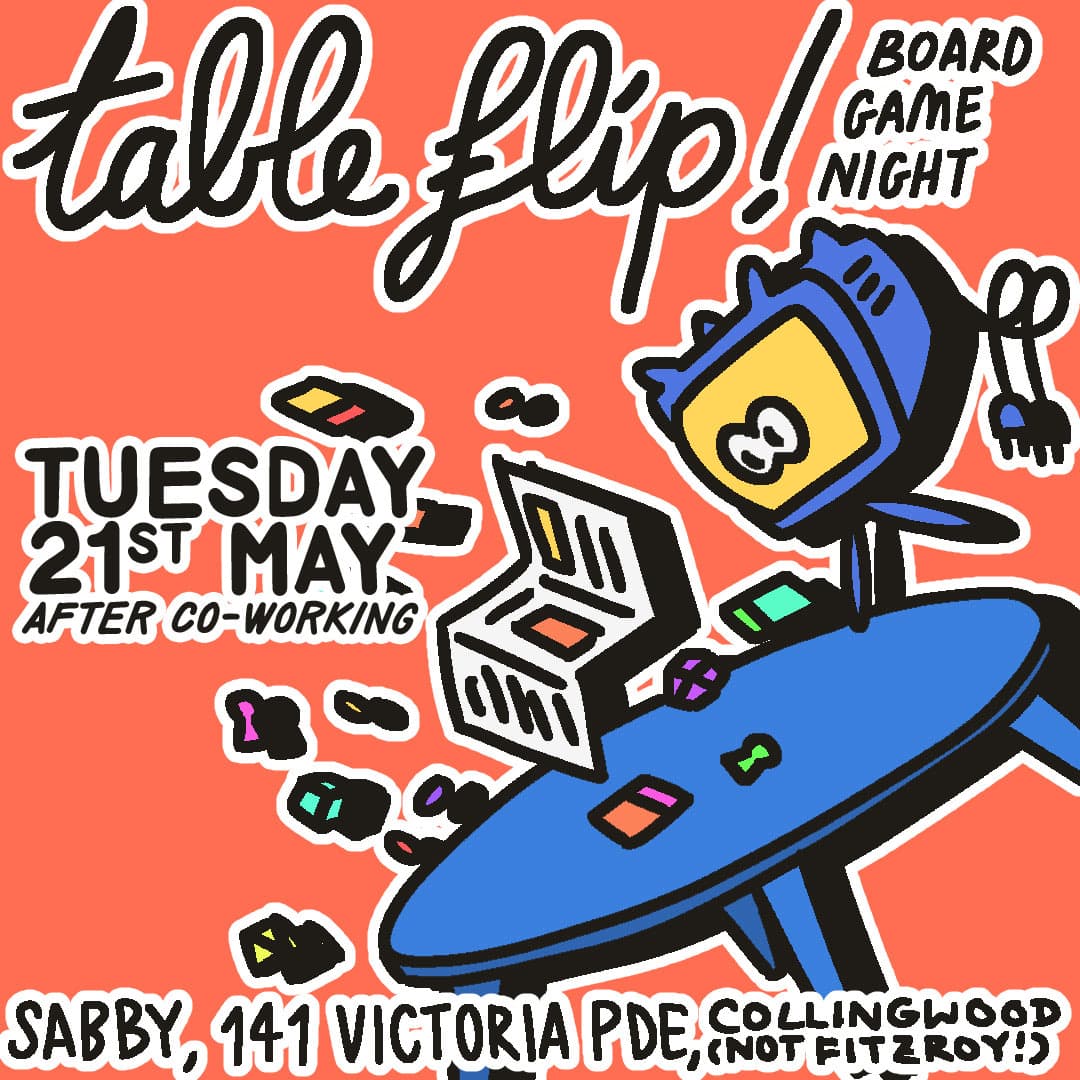 table flip!
BOARD
GAME
NIGHT
TUESDAY
21ST MAY
AFTER CO-WORKING
SABBY, 141 VICTORIA PDE, COLLINGWOOD
(NOT FITZROY!)